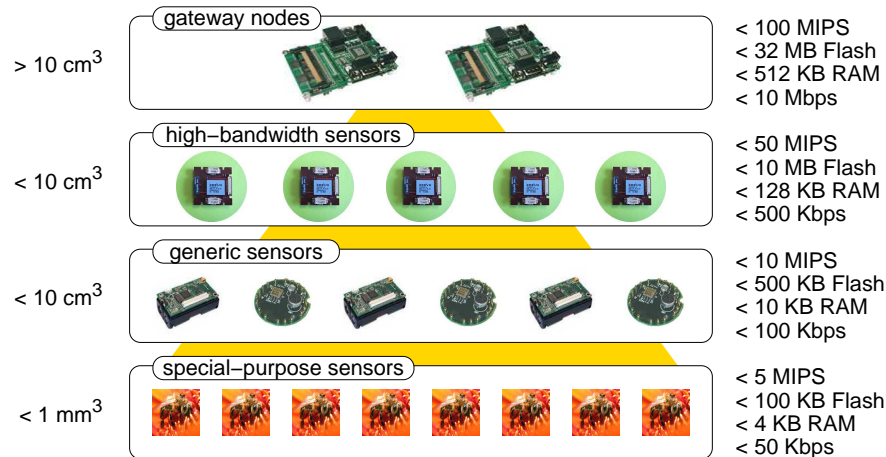 gateway nodes
> 10 cm³
< 100 MIPS
< 32 MB Flash
< 512 KB RAM
< 10 Mbps
high−bandwidth sensors
< 10 cm³
< 50 MIPS
< 10 MB Flash
< 128 KB RAM
< 500 Kbps
generic sensors
< 10 cm³
< 10 MIPS
< 500 KB Flash
< 10 KB RAM
< 100 Kbps
special−purpose sensors
< 1 mm³
< 5 MIPS
< 100 KB Flash
< 4 KB RAM
< 50 Kbps